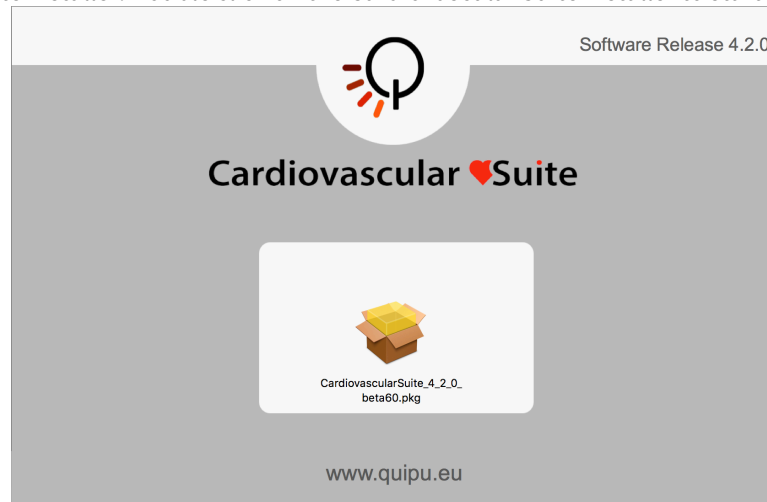 Software Release 4.2.0
Cardiovascular Suite
CardiovascularSuite_4_2_0_
beta60.pkg
www.quipu.eu